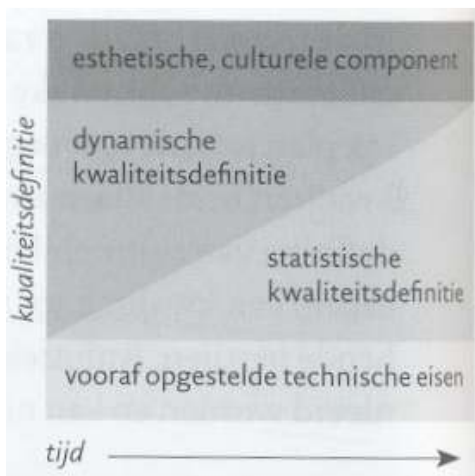 esthetische, culturele component
dynamische
kwaliteitsdefinitie
statistische
kwaliteitsdefinitie
vooraf opgestelde technische eisen
kwaliteitsdefinitie
tijd